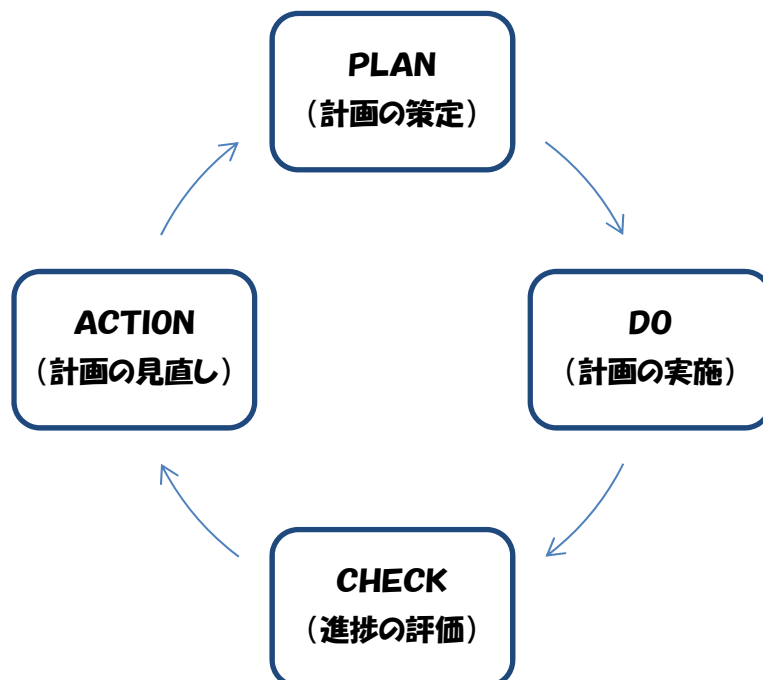 PLAN
（計画の策定）
DO
（計画の実施）
CHECK
（進捗の評価）
ACTION
（計画の見直し）